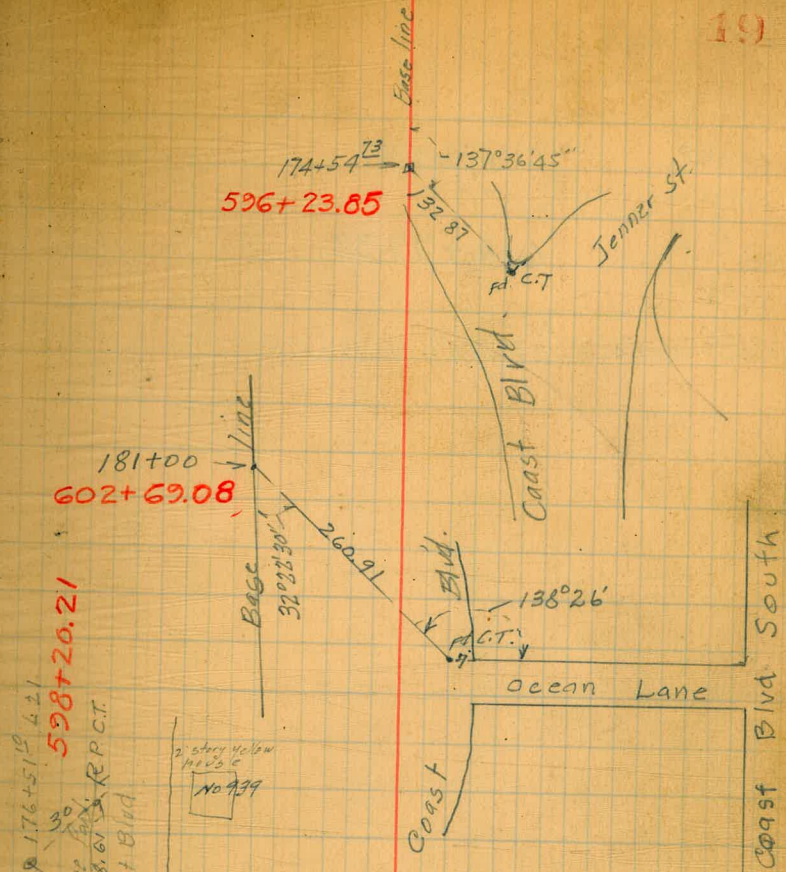 19
Base line
174+54 73
137°36'45"
596+23.85
132.87
Jenner St.
Fd. C.T
Coast Blvd.
181+00
602+69.08
Base line
32°22'30"
260.91
Blvd.
138°26'
Fd C.T.
Ocean Lane
Coast
Coast Blvd South
598+20.21
2 story yellow
house
No 939
3°
P.C.T.
t Blvd